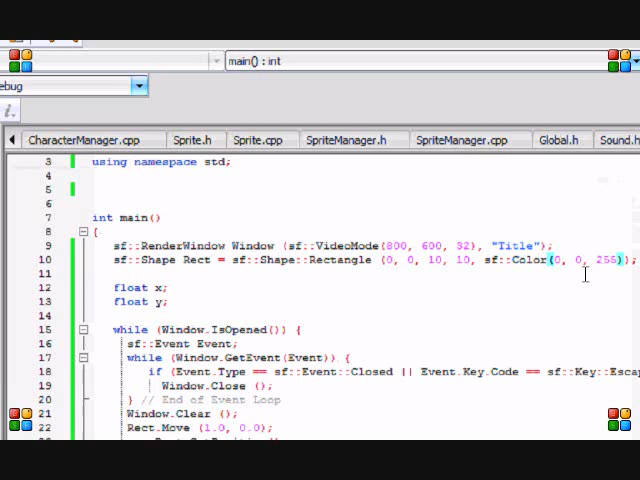 main() : int
ebug
CharacterManager.cpp Sprite.h Sprite.cpp SpriteManager.h SpriteManager.cpp Global.h Sound.h
3 using namespace std;
4
5
6
7 int main()
8 {
9 sf::RenderWindow Window (sf::VideoMode(800, 600, 32), "Title");
10 sf::Shape Rect = sf::Shape::Rectangle (0, 0, 10, 10, sf::Color(0, 0, 255));
11
12 float x;
13 float y;
14
15 while (Window.IsOpened()) {
16 sf::Event Event;
17 while (Window.GetEvent(Event)) {
18 if (Event.Type == sf::Event::Closed || Event.Key.Code == sf::Key::Escap
19 Window.Close ();
20 } // End of Event Loop
21 Window.Clear ();
22 Rect.Move (1.0, 0.0);